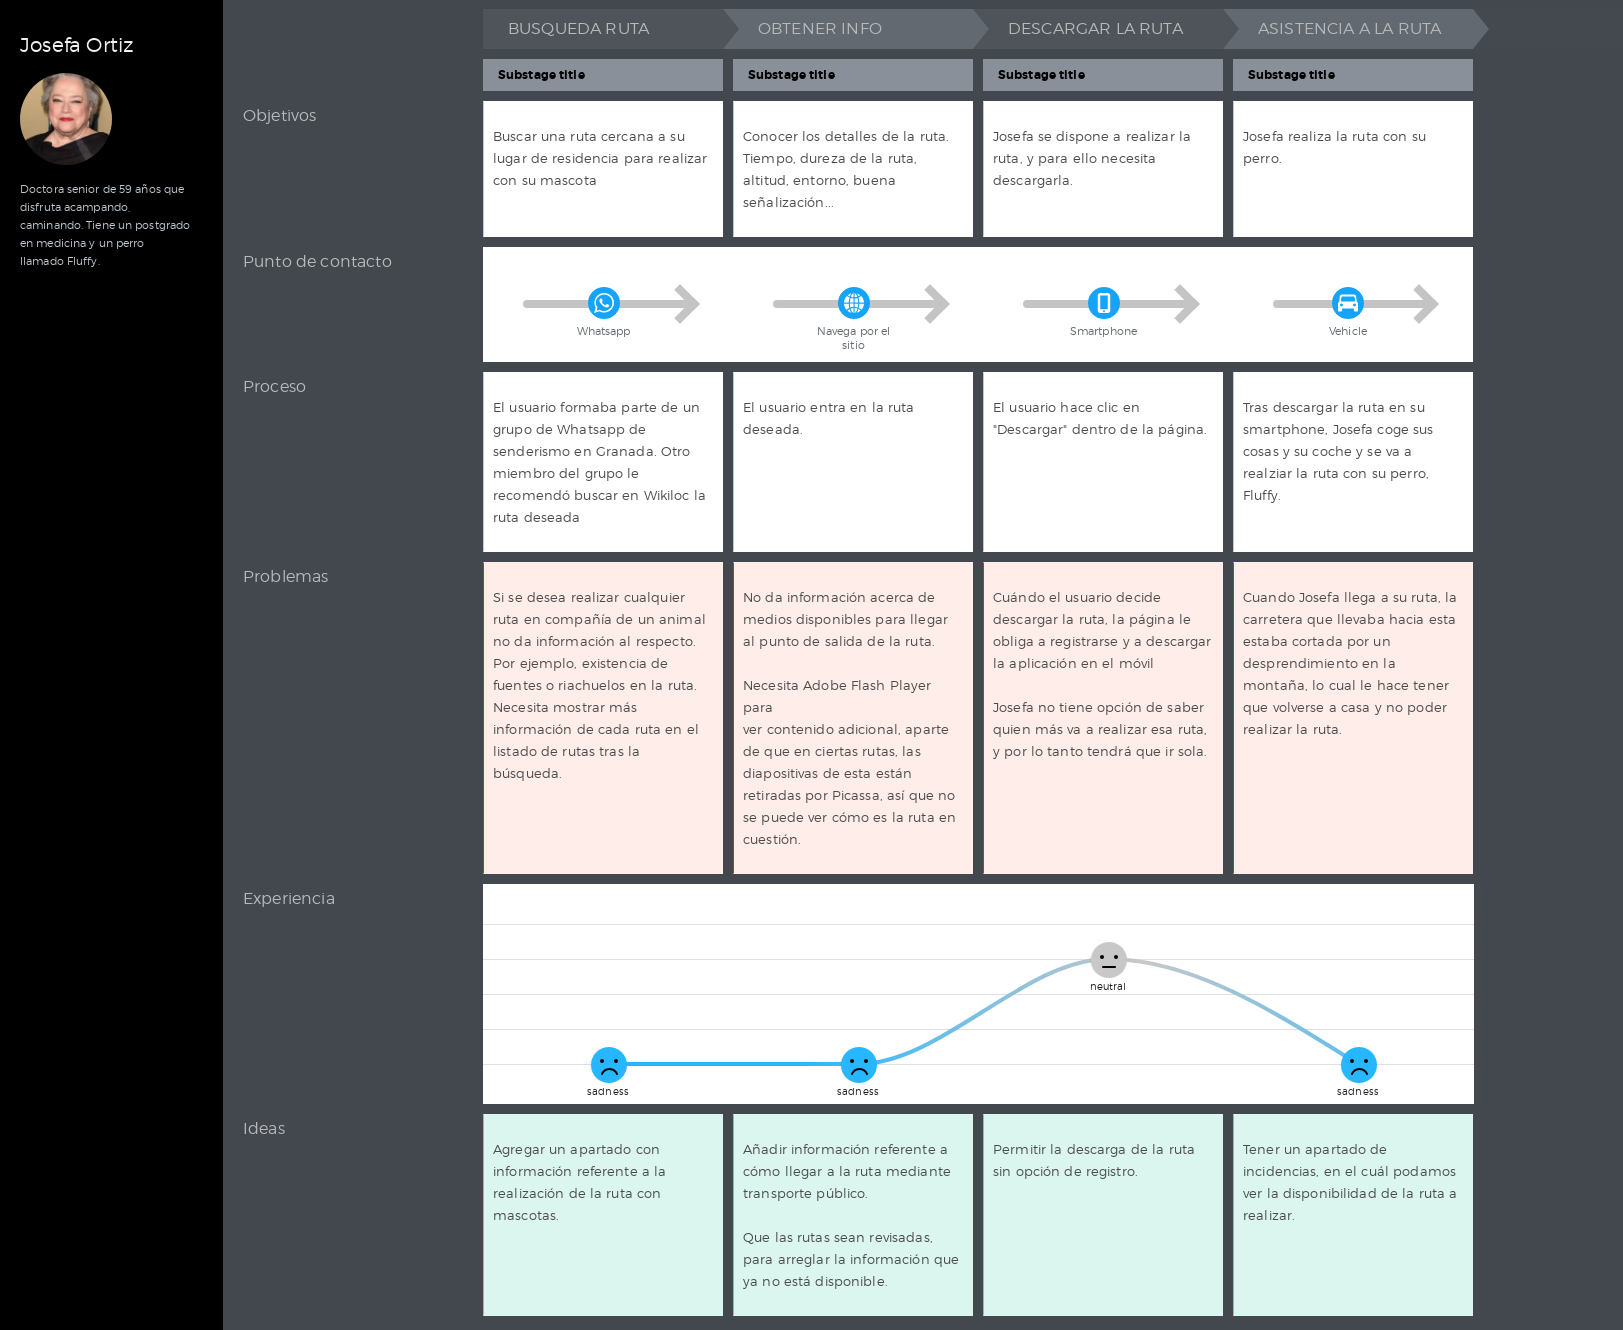 Josefa Ortiz
Doctora senior de 59 años que
disfruta acampando,
caminando. Tiene un postgrado
en medicina y un perro
llamado Fluffy.
BUSQUEDA RUTA
OBTENER INFO
DESCARGAR LA RUTA
ASISTENCIA A LA RUTA
Substage title
Substage title
Substage title
Substage title
Objetivos
Buscar una ruta cercana a su
lugar de residencia para realizar
con su mascota
Conocer los detalles de la ruta.
Tiempo, dureza de la ruta,
altitud, entorno, buena
señalización...
Josefa se dispone a realizar la
ruta, y para ello necesita
descargarla.
Josefa realiza la ruta con su
perro.
Punto de contacto
Whatsapp
Navega por el
sitio
Smartphone
Vehicle
Proceso
El usuario formaba parte de un
grupo de Whatsapp de
senderismo en Granada. Otro
miembro del grupo le
recomendó buscar en Wikiloc la
ruta deseada
El usuario entra en la ruta
deseada.
El usuario hace clic en
"Descargar" dentro de la página.
Tras descargar la ruta en su
smartphone, Josefa coge sus
cosas y su coche y se va a
realziar la ruta con su perro,
Fluffy.
Problemas
Si se desea realizar cualquier
ruta en compañía de un animal
no da información al respecto.
Por ejemplo, existencia de
fuentes o riachuelos en la ruta.
Necesita mostrar más
información de cada ruta en el
listado de rutas tras la
búsqueda.
No da información acerca de
medios disponibles para llegar
al punto de salida de la ruta.
Necesita Adobe Flash Player
para
ver contenido adicional, aparte
de que en ciertas rutas, las
diapositivas de esta están
retiradas por Picassa, así que no
se puede ver cómo es la ruta en
cuestión.
Cuándo el usuario decide
descargar la ruta, la página le
obliga a registrarse y a descargar
la aplicación en el móvil
Josefa no tiene opción de saber
quien más va a realizar esa ruta,
y por lo tanto tendrá que ir sola.
Cuando Josefa llega a su ruta, la
carretera que llevaba hacia esta
estaba cortada por un
desprendimiento en la
montaña, lo cual le hace tener
que volverse a casa y no poder
realizar la ruta.
Experiencia
sadness
sadness
neutral
sadness
Ideas
Agregar un apartado con
información referente a la
realización de la ruta con
mascotas.
Añadir información referente a
cómo llegar a la ruta mediante
transporte público.
Que las rutas sean revisadas,
para arreglar la información que
ya no está disponible.
Permitir la descarga de la ruta
sin opción de registro.
Tener un apartado de
incidencias, en el cuál podamos
ver la disponibilidad de la ruta a
realizar.